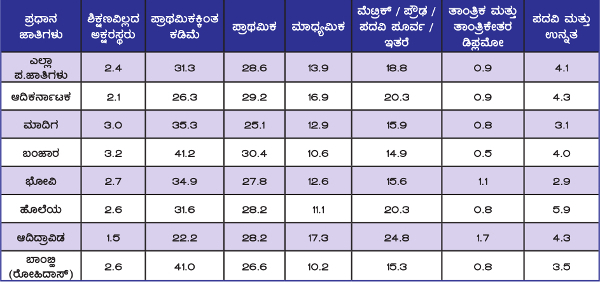 ಪ್ರಧಾನ ಜಾತಿಗಳು ಶಿಕ್ಷಣವಿಲ್ಲದ ಅಕ್ಷರಸ್ಥರು ಪ್ರಾಥಮಿಕಕ್ಕಿಂತ ಕಡಿಮೆ ಪ್ರಾಥಮಿಕ ಮಾಧ್ಯಮಿಕ ಮೆಟ್ರಿಕ್ / ಪ್ರೌಢ / ಪದವಿ ಪೂರ್ವ / ಇತರೆ ತಾಂತ್ರಿಕ ಮತ್ತು ತಾಂತ್ರಿಕೇತರ ಡಿಪ್ಲಮೋ ಪದವಿ ಮತ್ತು ಉನ್ನತ
ಎಲ್ಲಾ ಪ.ಜಾತಿಗಳು 2.4 31.3 28.6 13.9 18.8 0.9 4.1
ಆದಿಕರ್ನಾಟಕ 2.1 26.3 29.2 16.9 20.3 0.9 4.3
ಮಾದಿಗ 3.0 35.3 25.1 12.9 15.9 0.8 3.1
ಬಂಜಾರ 3.2 41.2 30.4 10.6 14.9 0.5 4.0
ಭೋವಿ 2.7 34.9 27.8 12.6 15.6 1.1 2.9
ಹೊಲೆಯ 2.6 31.6 28.2 11.1 20.3 0.8 5.9
ಆದಿದ್ರಾವಿಡ 1.5 22.2 28.2 17.3 24.8 1.7 4.3
ಬಾಂಬ್ಹಿ (ರೋಹಿದಾಸ್) 2.6 41.0 26.6 10.2 15.3 0.8 3.5